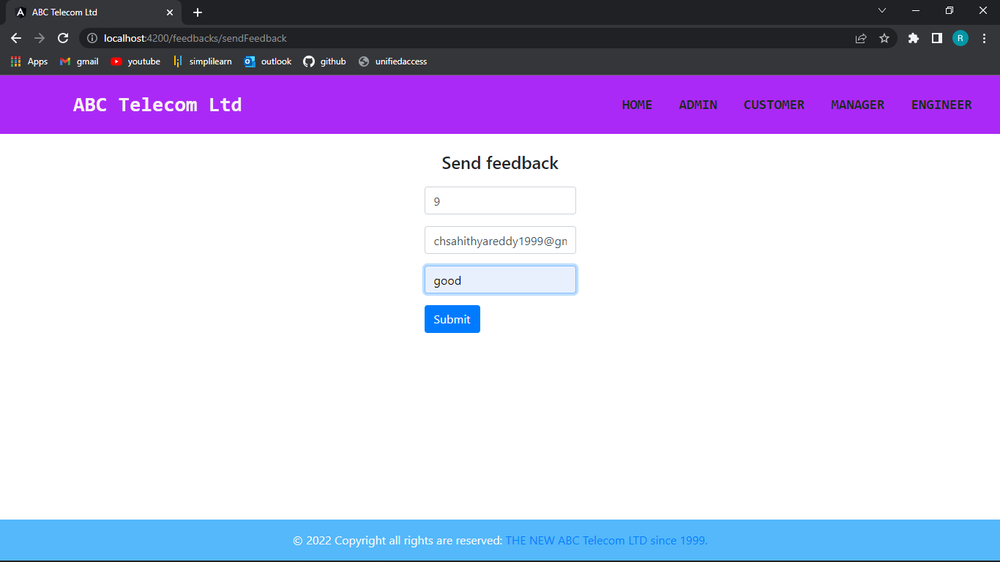 ABC Telecom Ltd
localhost:4200/feedbacks/sendFeedback
R
Apps gmail youtube simplilearn outlook github unifiedaccess
ABC Telecom Ltd HOME ADMIN CUSTOMER MANAGER ENGINEER
Send feedback
9
chsahithyareddy1999@gm
good
Submit
© 2022 Copyright all rights are reserved: THE NEW ABC Telecom LTD since 1999.